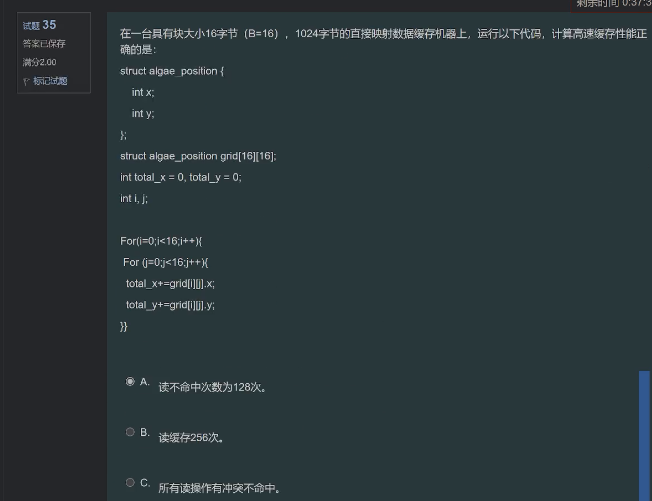 剩余时间 0:37:3
试题 35
答案已保存
满分2.00
标记试题
在一台具有块大小16字节（B=16），1024字节的直接映射数据缓存机器上，运行以下代码，计算高速缓存性能正
确的是：
struct algae_position {
int x;
int y;
};
struct algae_position grid[16][16];
int total_x = 0, total_y = 0;
int i, j;
For(i=0;i<16;i++){
For (j=0;j<16;j++){
total_x+=grid[i][j].x;
total_y+=grid[i][j].y;
}}
A. 读不命中次数为128次。
B. 读缓存256次。
C. 所有读操作有冲突不命中。